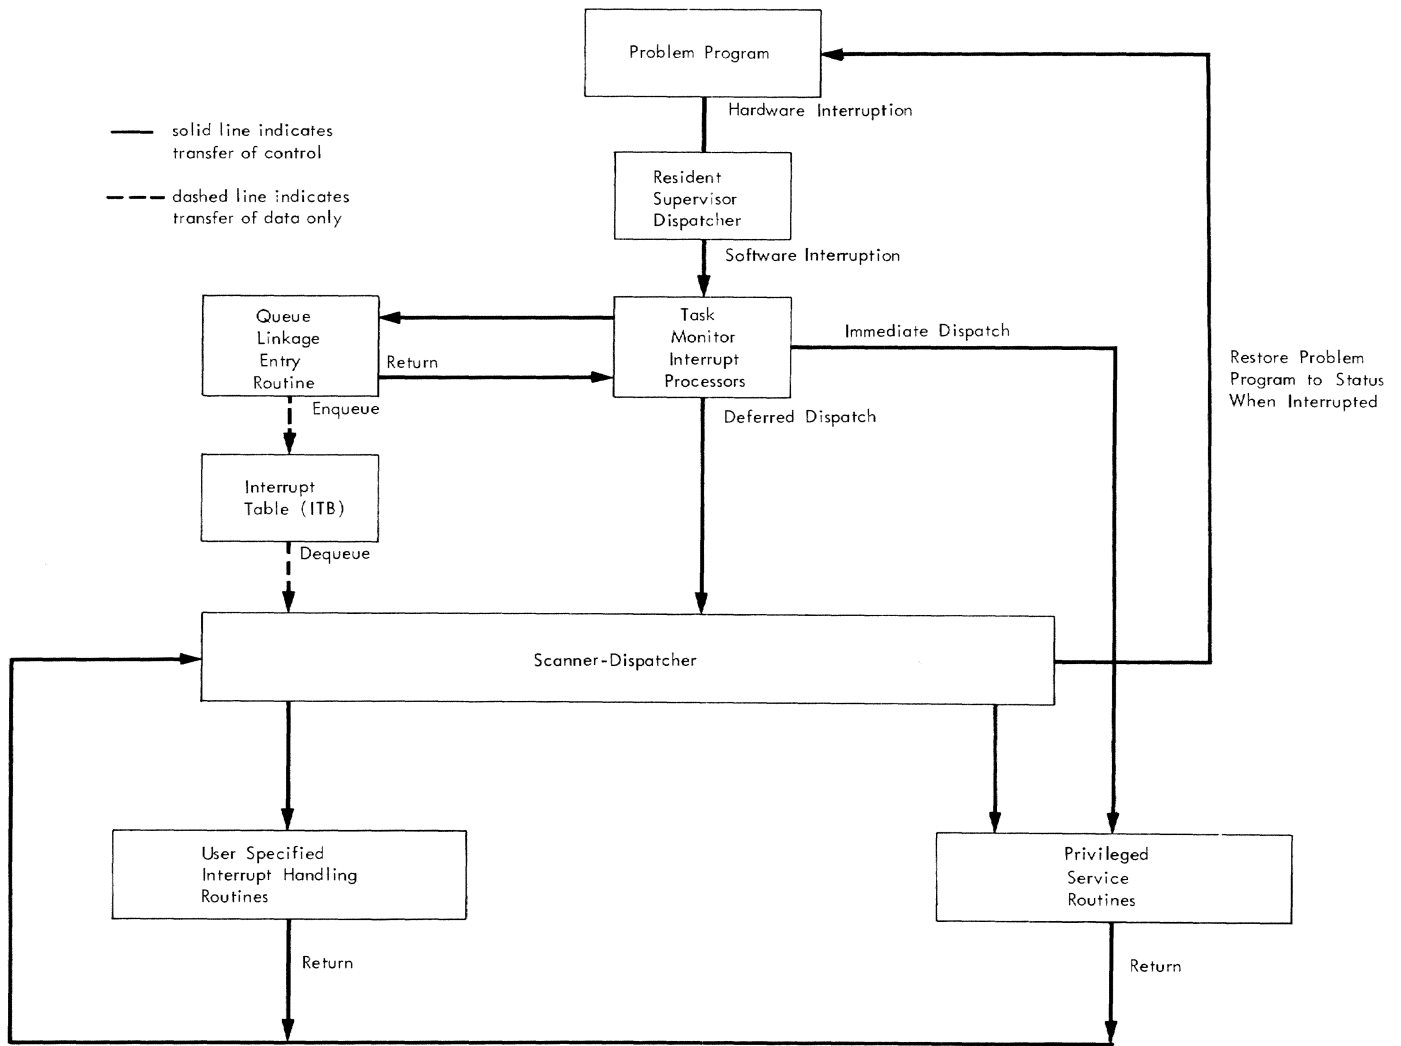 Problem Program
Hardware Interruption
solid line indicates
transfer of control
dashed line indicates
transfer of data only
Resident
Supervisor
Dispatcher
Software Interruption
Queue
Linkage
Entry
Routine
Return
Enqueue
Task
Monitor
Interrupt
Processors
Immediate Dispatch
Deferred Dispatch
Restore Problem
Program to Status
When Interrupted
Interrupt
Table (ITB)
Dequeue
Scanner-Dispatcher
User Specified
Interrupt Handling
Routines
Return
Privileged
Service
Routines
Return